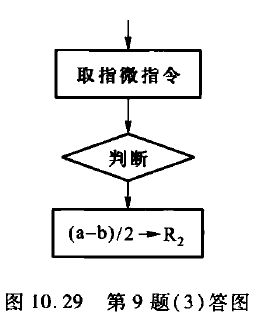 取指微指令
判断
(a-b)/2→R₂
图 10.29 第 9 题(3)答图